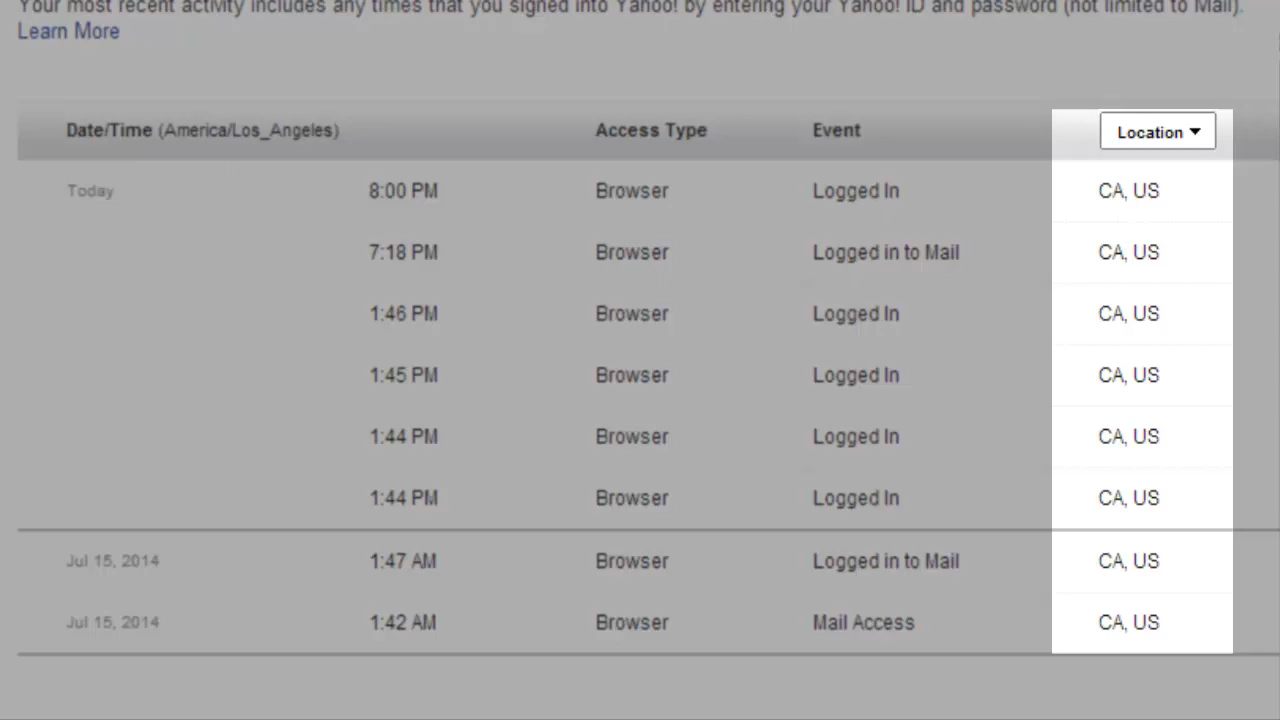 Your most recent activity includes any times that you signed into Yahoo! by entering your Yahoo! ID and password (not limited to Mail).
Learn More
Date/Time (America/Los_Angeles) Access Type Event Location
Today 8:00 PM Browser Logged In CA, US
7:18 PM Browser Logged in to Mail CA, US
1:46 PM Browser Logged In CA, US
1:45 PM Browser Logged In CA, US
1:44 PM Browser Logged In CA, US
1:44 PM Browser Logged In CA, US
Jul 15, 2014 1:47 AM Browser Logged in to Mail CA, US
Jul 15, 2014 1:42 AM Browser Mail Access CA, US